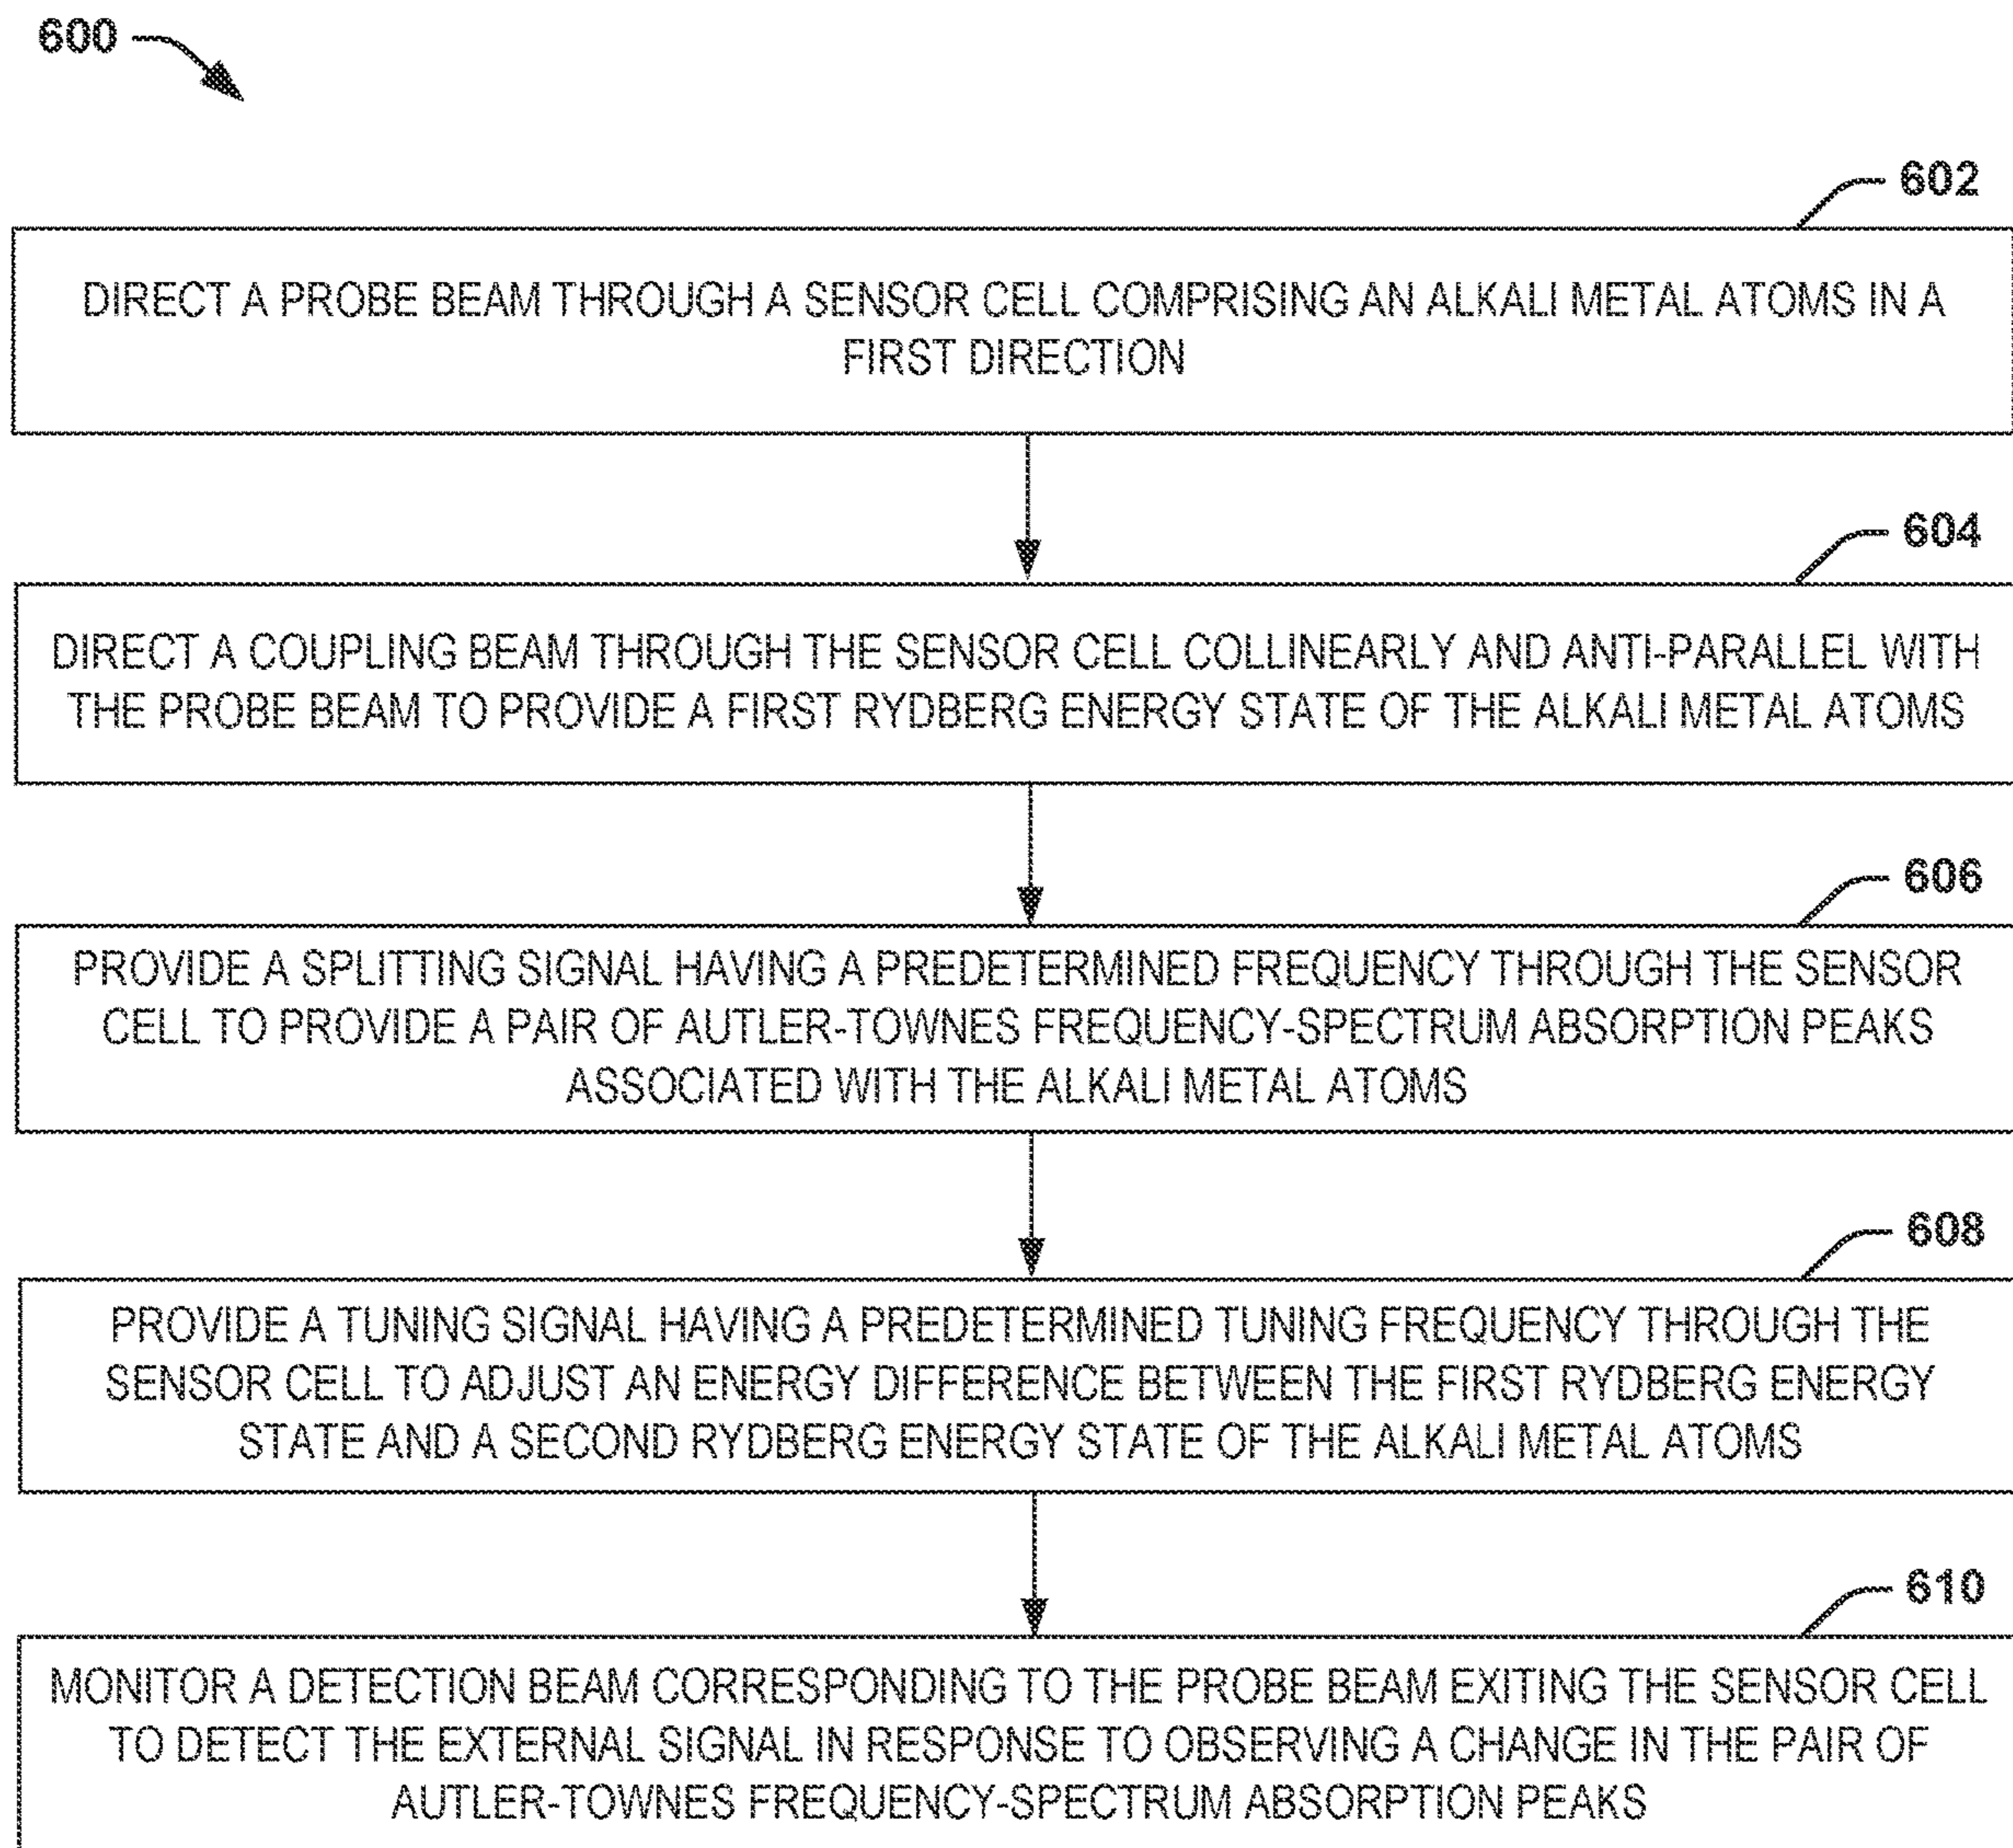 600
602
DIRECT A PROBE BEAM THROUGH A SENSOR CELL COMPRISING AN ALKALI METAL ATOMS IN A
FIRST DIRECTION
604
DIRECT A COUPLING BEAM THROUGH THE SENSOR CELL COLLINEARLY AND ANTI-PARALLEL WITH
THE PROBE BEAM TO PROVIDE A FIRST RYDBERG ENERGY STATE OF THE ALKALI METAL ATOMS
606
PROVIDE A SPLITTING SIGNAL HAVING A PREDETERMINED FREQUENCY THROUGH THE SENSOR
CELL TO PROVIDE A PAIR OF AUTLER-TOWNES FREQUENCY-SPECTRUM ABSORPTION PEAKS
ASSOCIATED WITH THE ALKALI METAL ATOMS
608
PROVIDE A TUNING SIGNAL HAVING A PREDETERMINED TUNING FREQUENCY THROUGH THE
SENSOR CELL TO ADJUST AN ENERGY DIFFERENCE BETWEEN THE FIRST RYDBERG ENERGY
STATE AND A SECOND RYDBERG ENERGY STATE OF THE ALKALI METAL ATOMS
610
MONITOR A DETECTION BEAM CORRESPONDING TO THE PROBE BEAM EXITING THE SENSOR CELL
TO DETECT THE EXTERNAL SIGNAL IN RESPONSE TO OBSERVING A CHANGE IN THE PAIR OF
AUTLER-TOWNES FREQUENCY-SPECTRUM ABSORPTION PEAKS